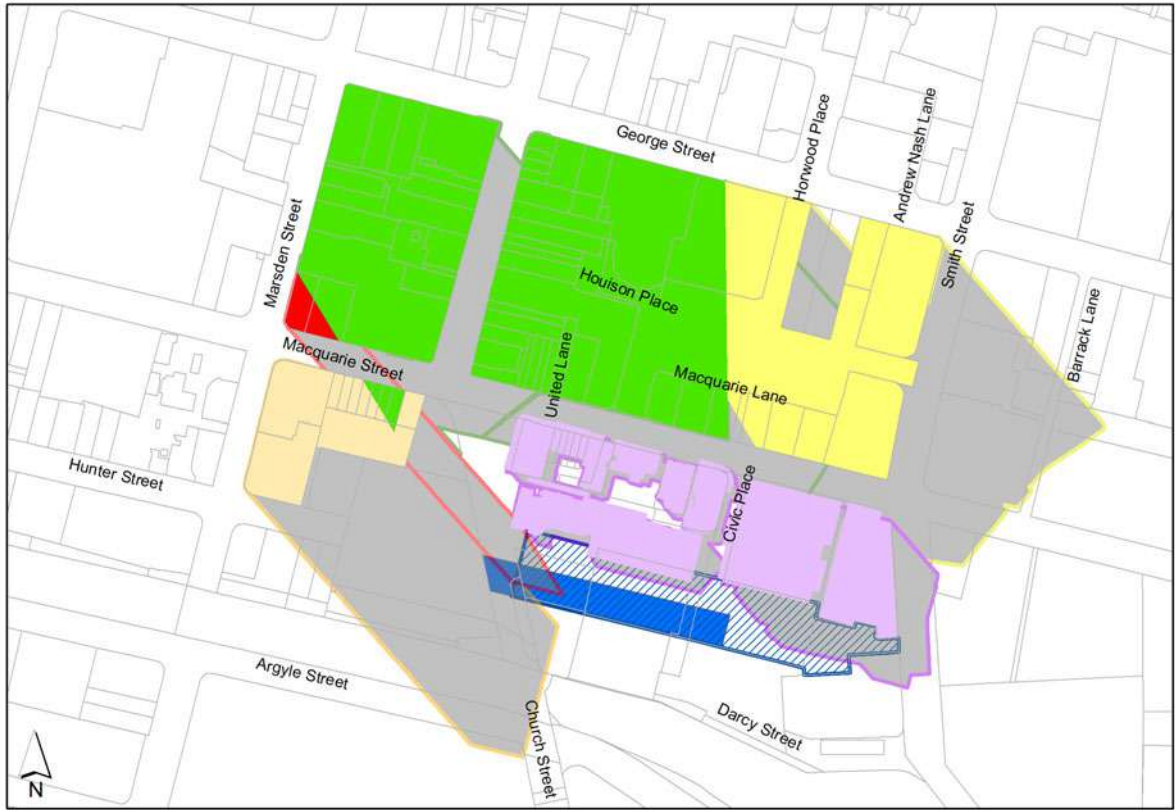 George Street
Horwood Place
Andrew Nash Lane
Smith Street
Barrack Lane
Marsden Street
Houison Place
Macquarie Street
United Lane
Macquarie Lane
Hunter Street
Civic Place
Argyle Street
Church Street
Darcy Street
N